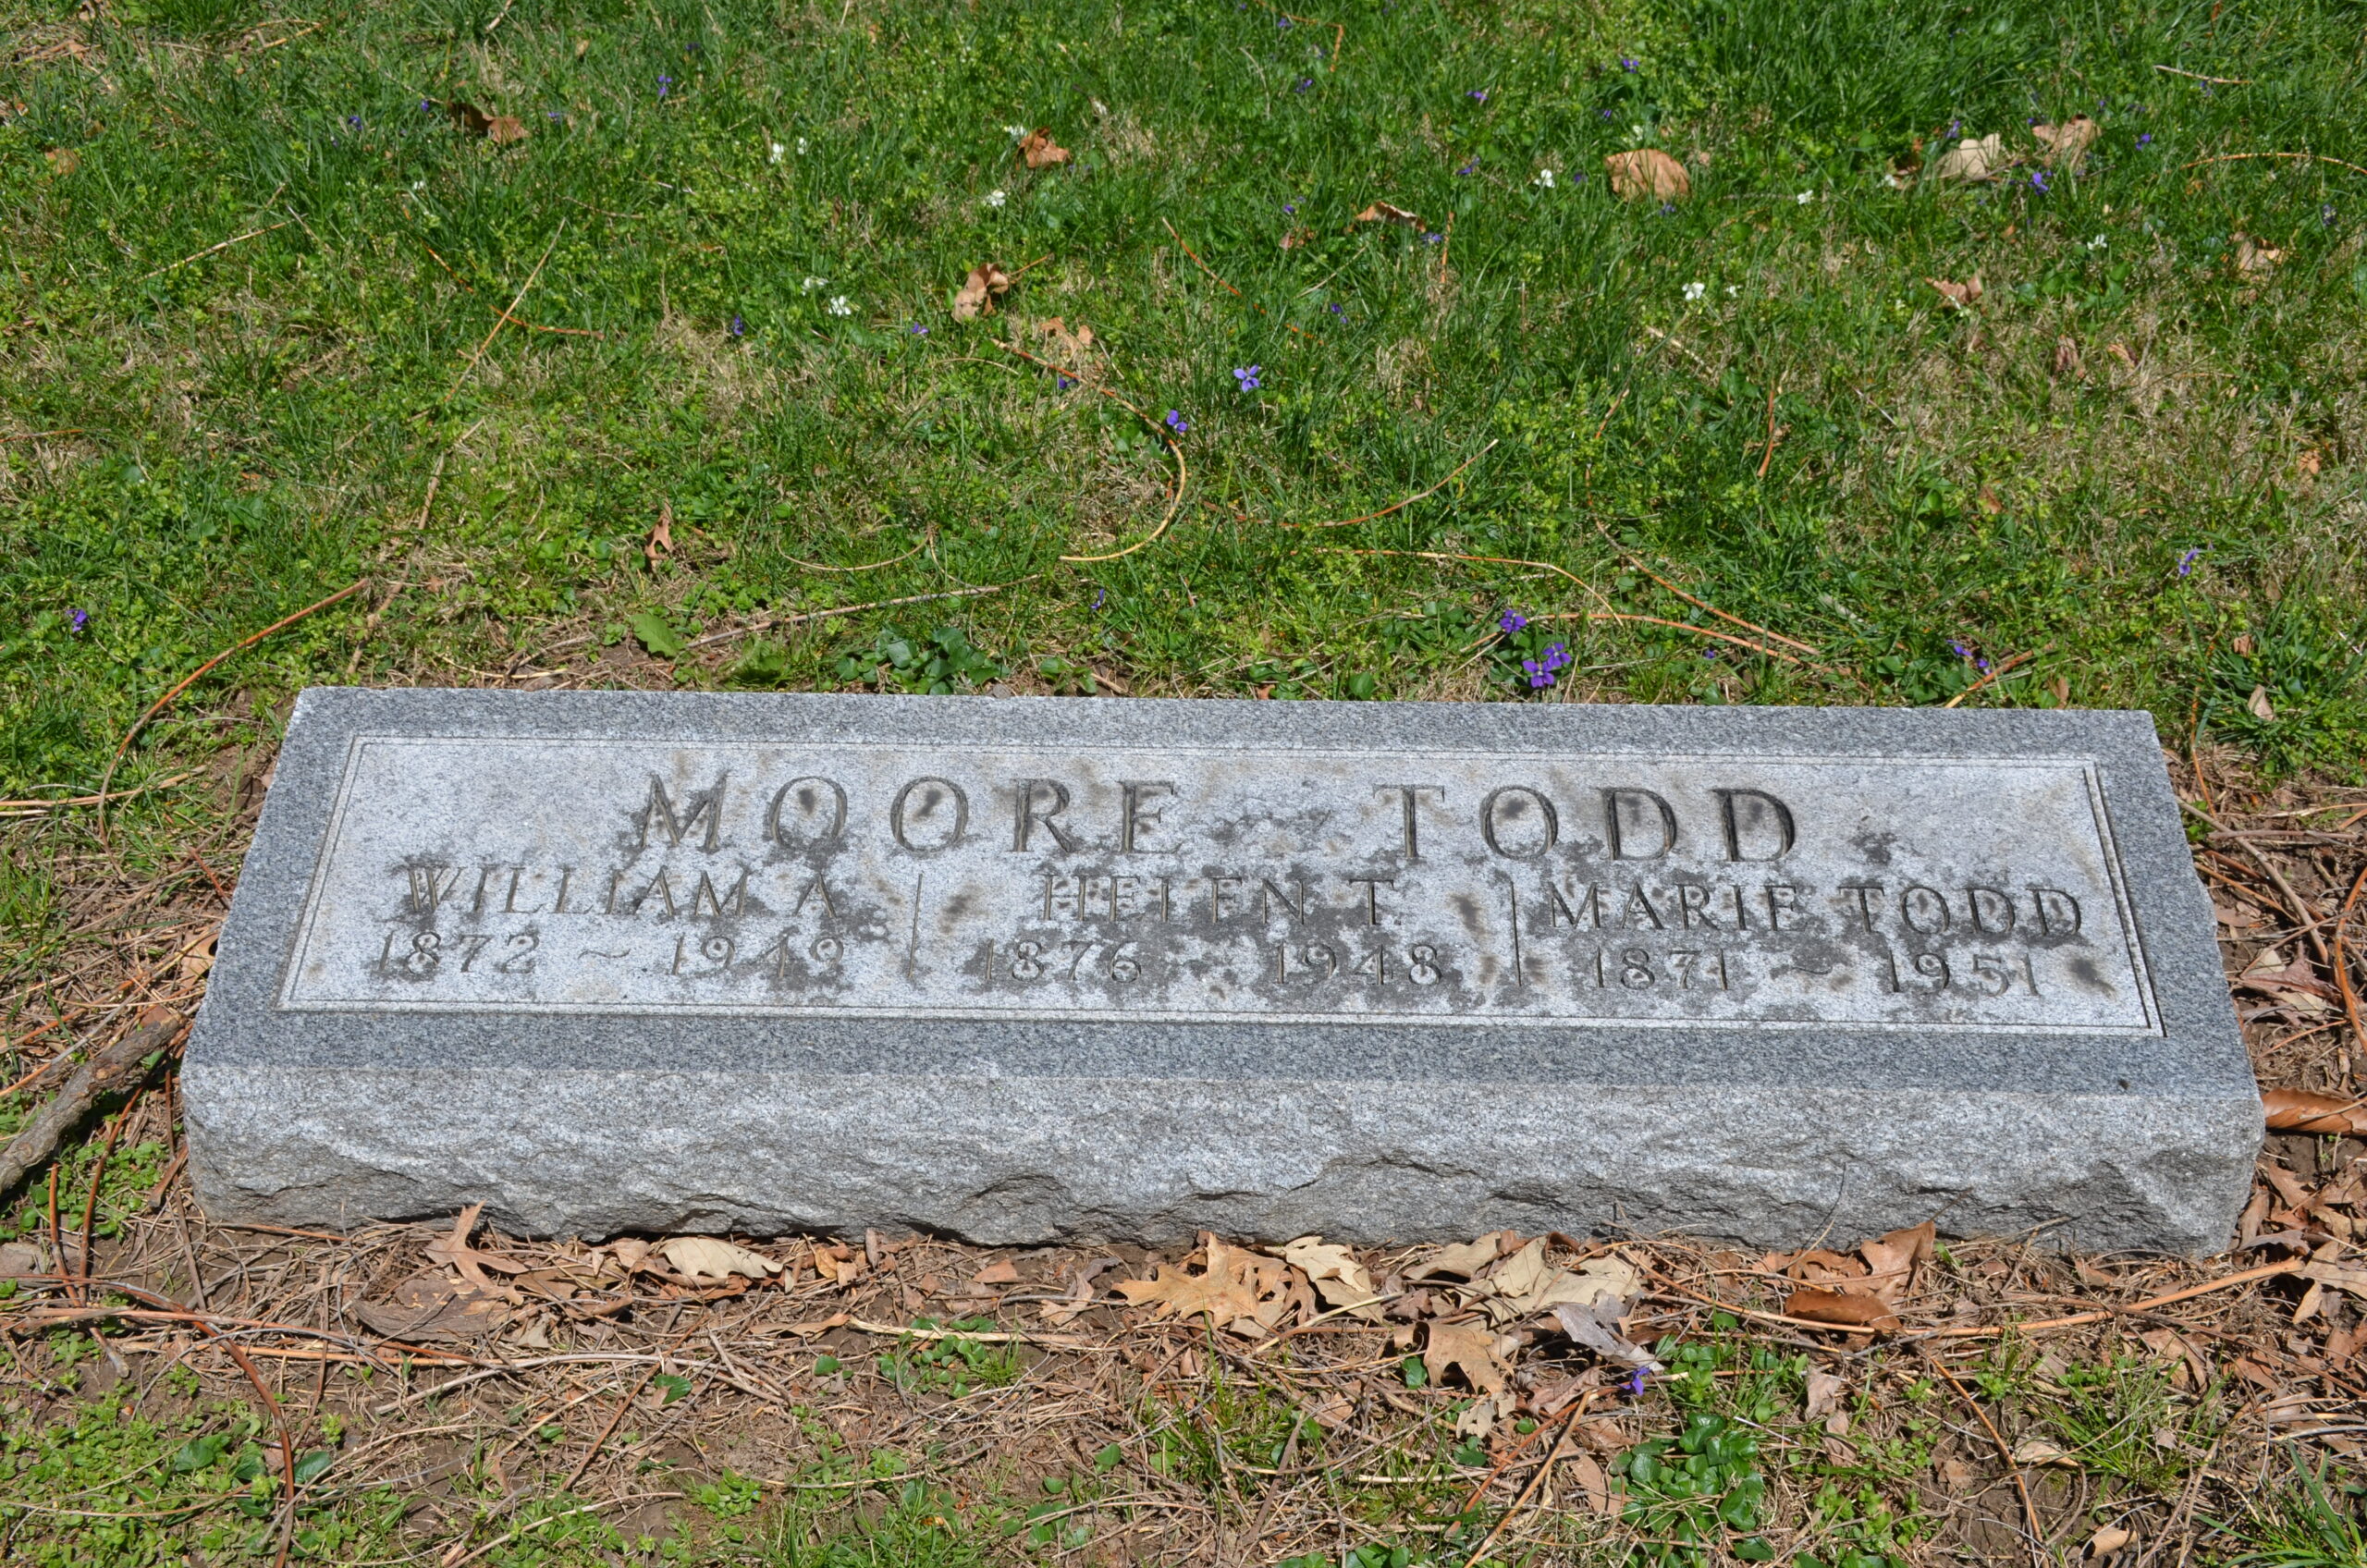 MOORE TODD
WILLIAM A HELEN T. MARIE TODD
1872 ~ 1949 1876 1948 1871 ~ 1951